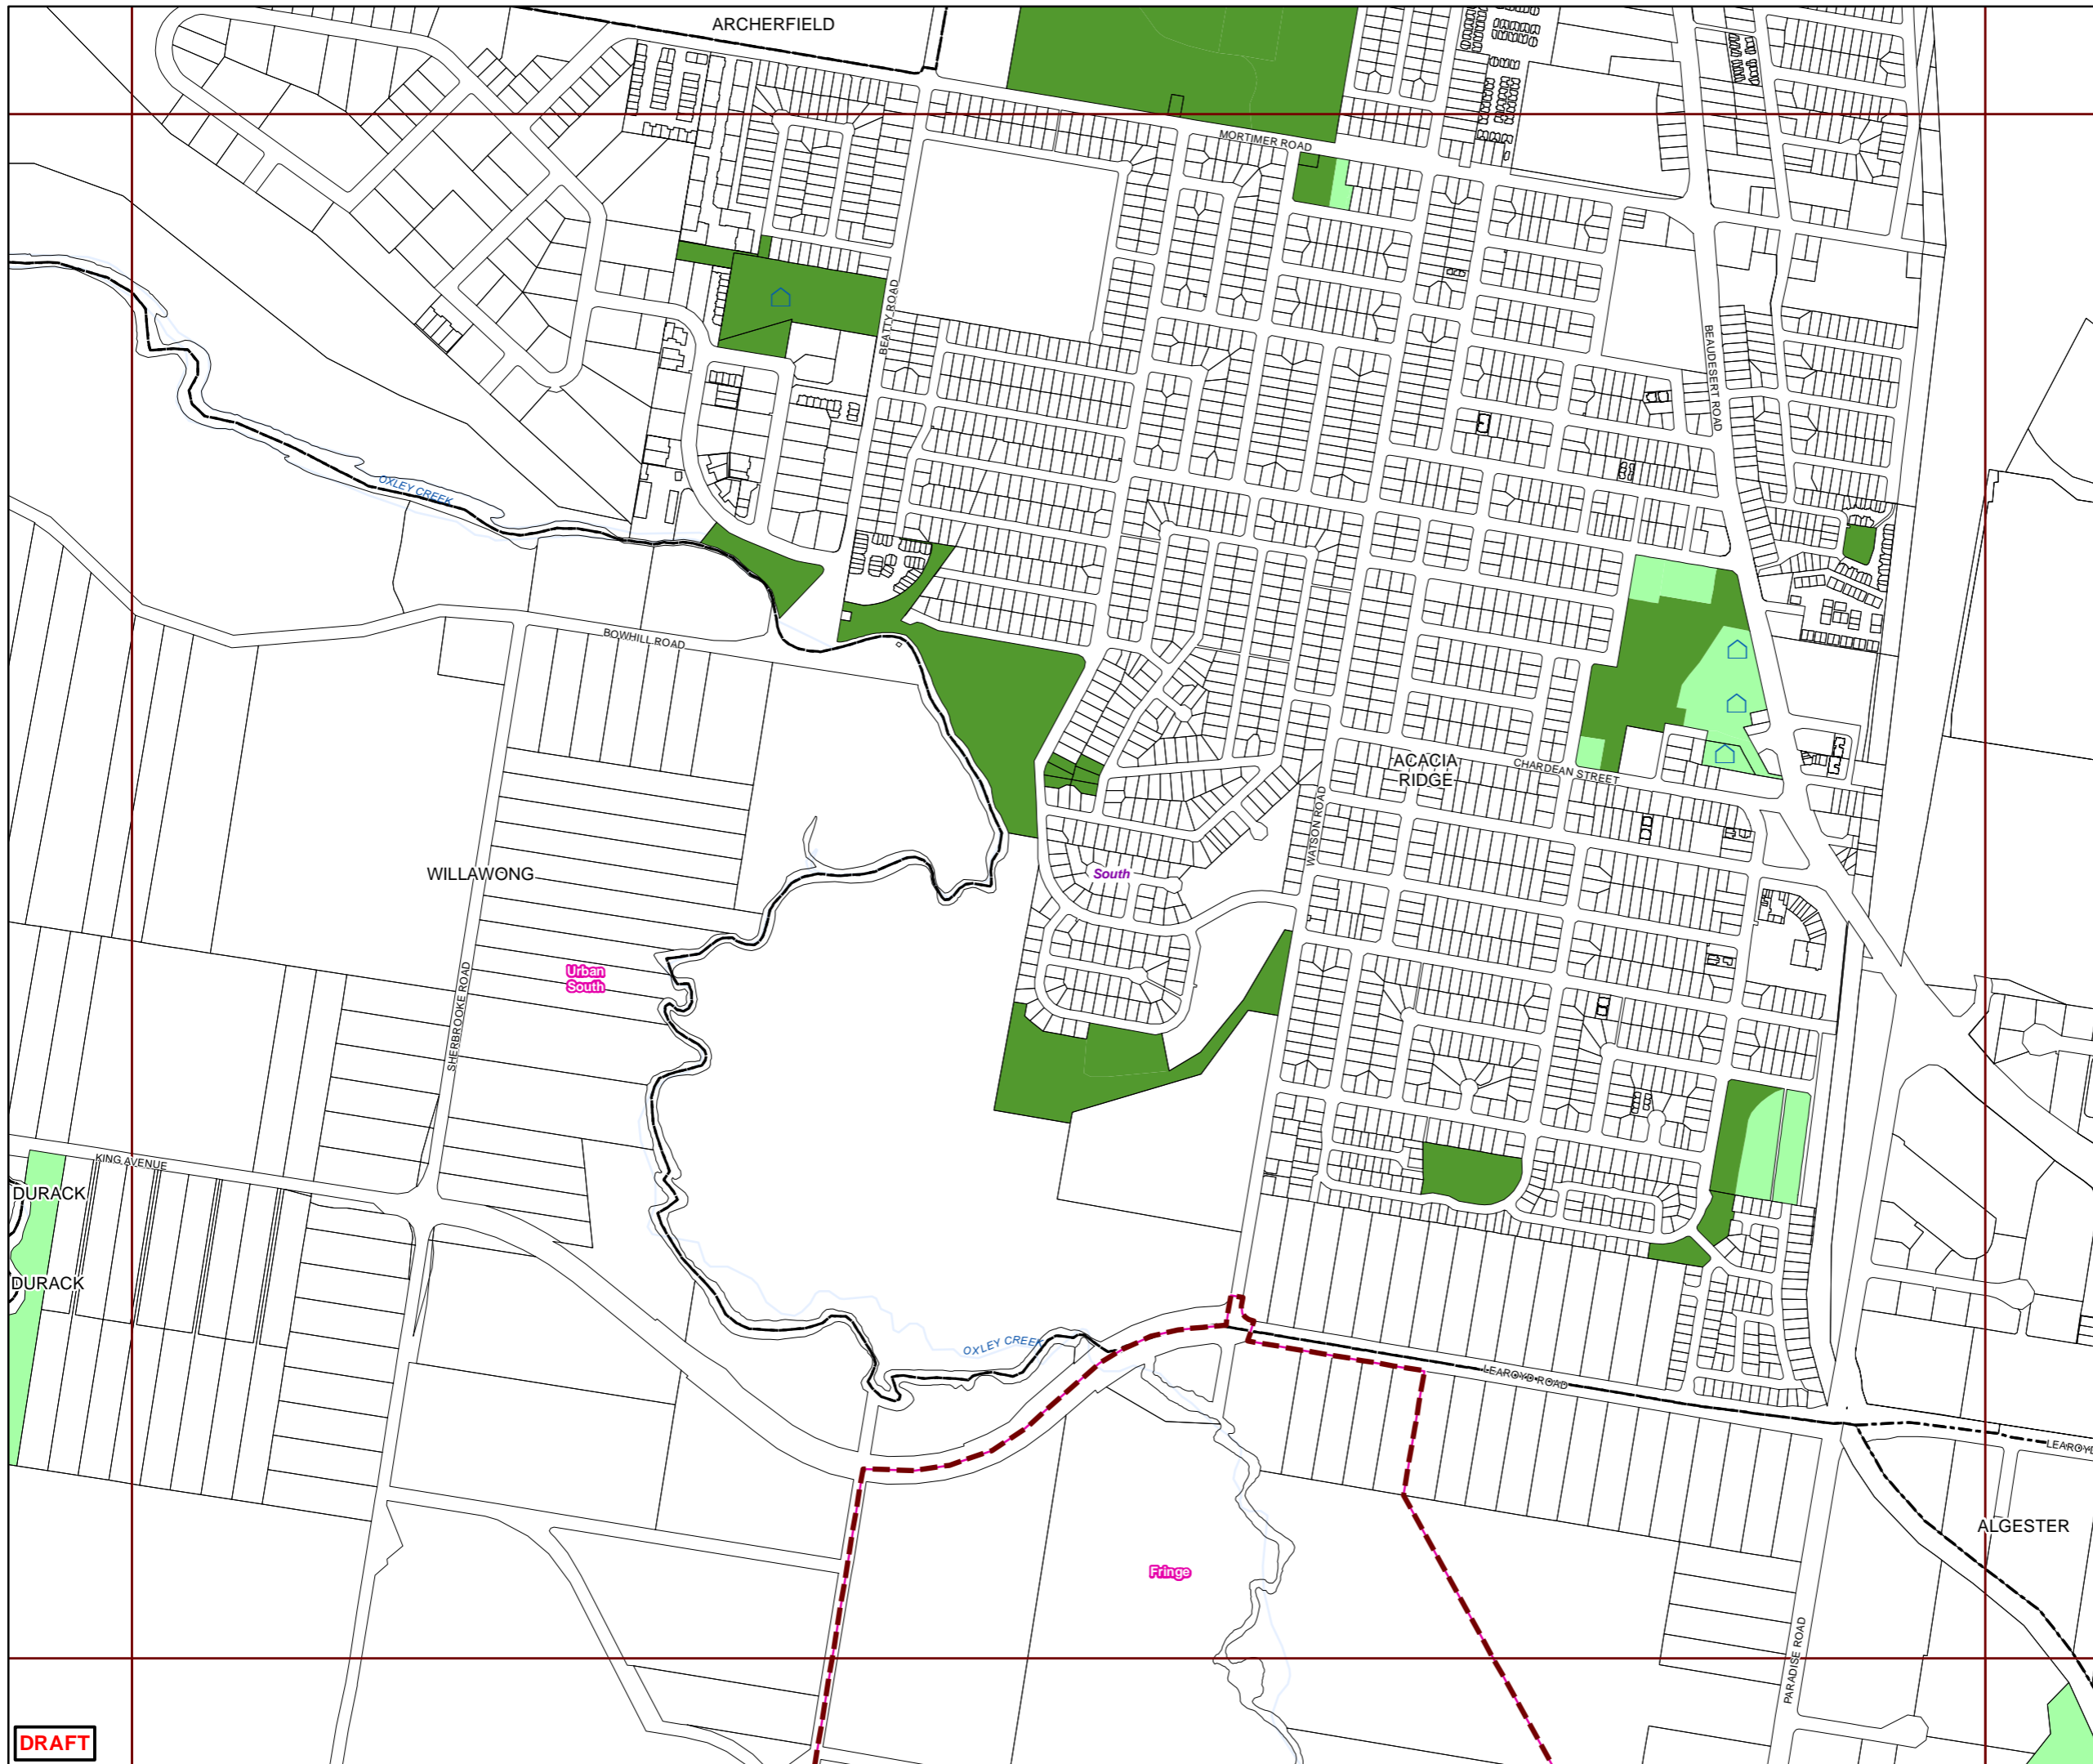 ARCHERFIELD
MORTIMER ROAD
BEATTY ROAD
BEAUDESERT ROAD
OXLEY CREEK
BOWHILL ROAD
ACACIA
RIDGE
CHARDEAN STREET
WATSON ROAD
WILLAWONG
South
Urban
South
SHERBROOKE ROAD
KING AVENUE
DURACK
DURACK
OXLEY CREEK
LEAROYD ROAD
LEAROYD
ALGESTER
Fringe
PARADISE ROAD
DRAFT